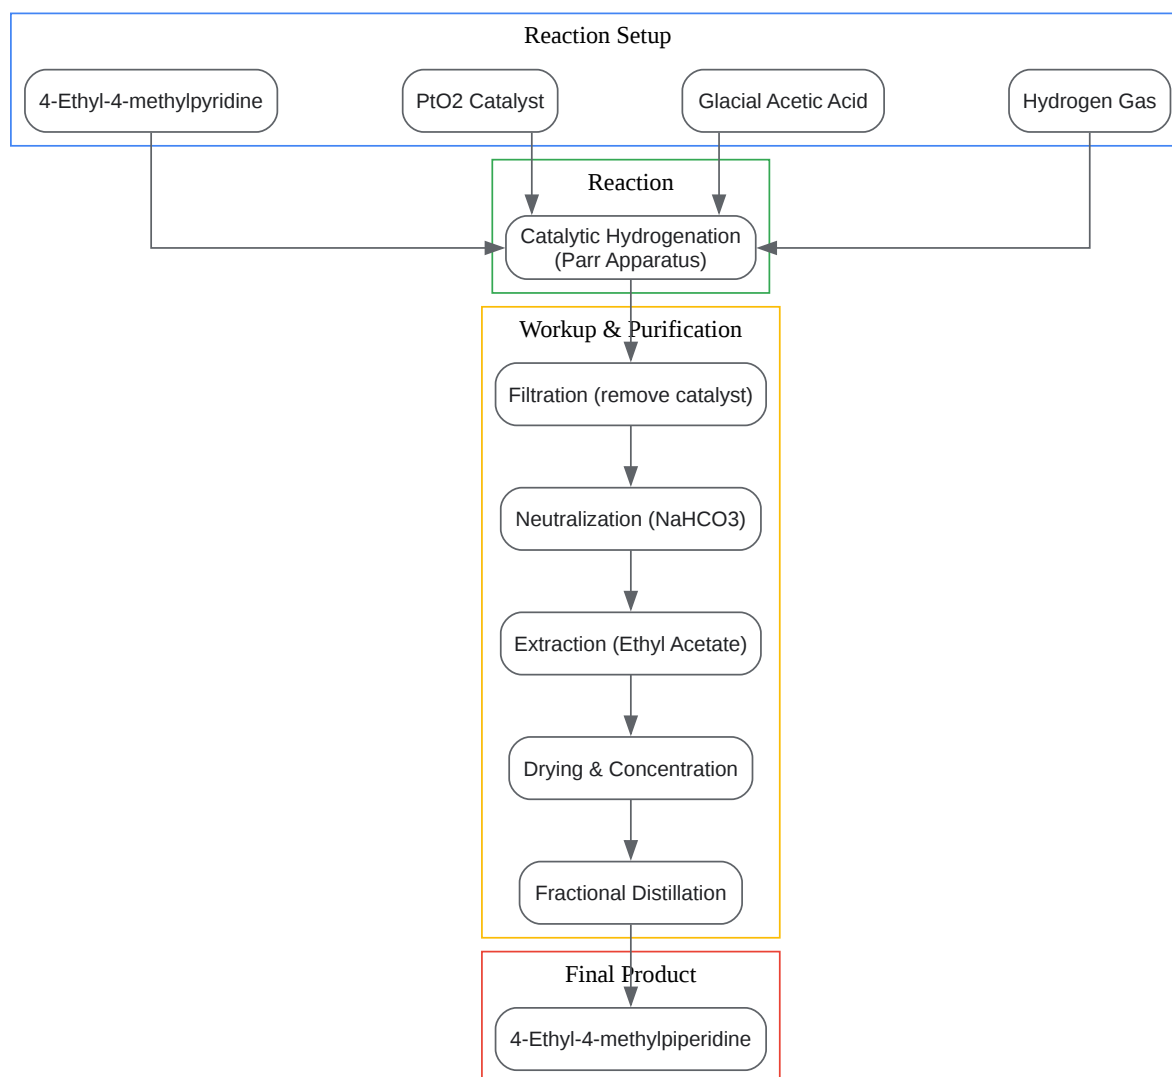 Reaction Setup
4-Ethyl-4-methylpyridine
PtO2 Catalyst
Glacial Acetic Acid
Hydrogen Gas
Reaction
Catalytic Hydrogenation
(Parr Apparatus)
Workup & Purification
Filtration (remove catalyst)
Neutralization (NaHCO3)
Extraction (Ethyl Acetate)
Drying & Concentration
Fractional Distillation
Final Product
4-Ethyl-4-methylpiperidine